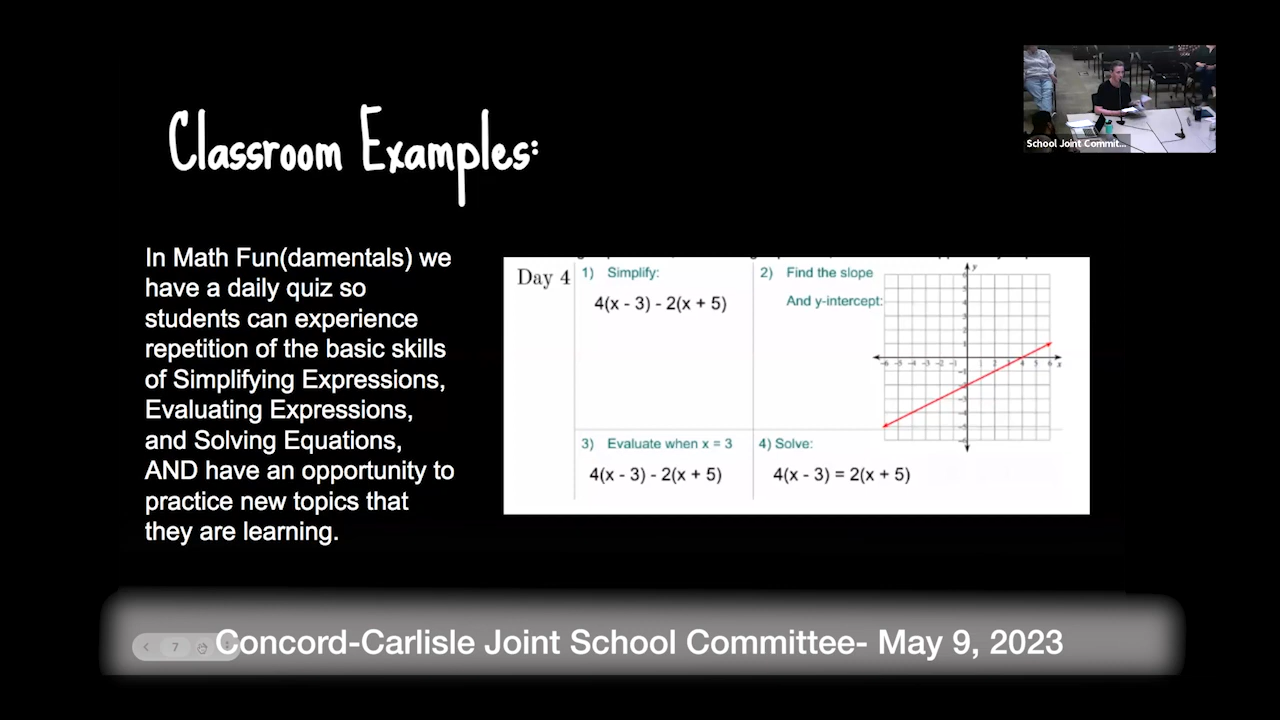 Classroom Examples:
School Joint Commit...
In Math Fun(damentals) we
have a daily quiz so
students can experience
repetition of the basic skills
of Simplifying Expressions,
Evaluating Expressions,
and Solving Equations,
AND have an opportunity to
practice new topics that
they are learning.
Day 4
1) Simplify:
4(x - 3) - 2(x + 5)
2) Find the slope
And y-intercept:
y
x
3) Evaluate when x = 3
4(x - 3) - 2(x + 5)
4) Solve:
4(x - 3) = 2(x + 5)
7
Concord-Carlisle Joint School Committee- May 9, 2023